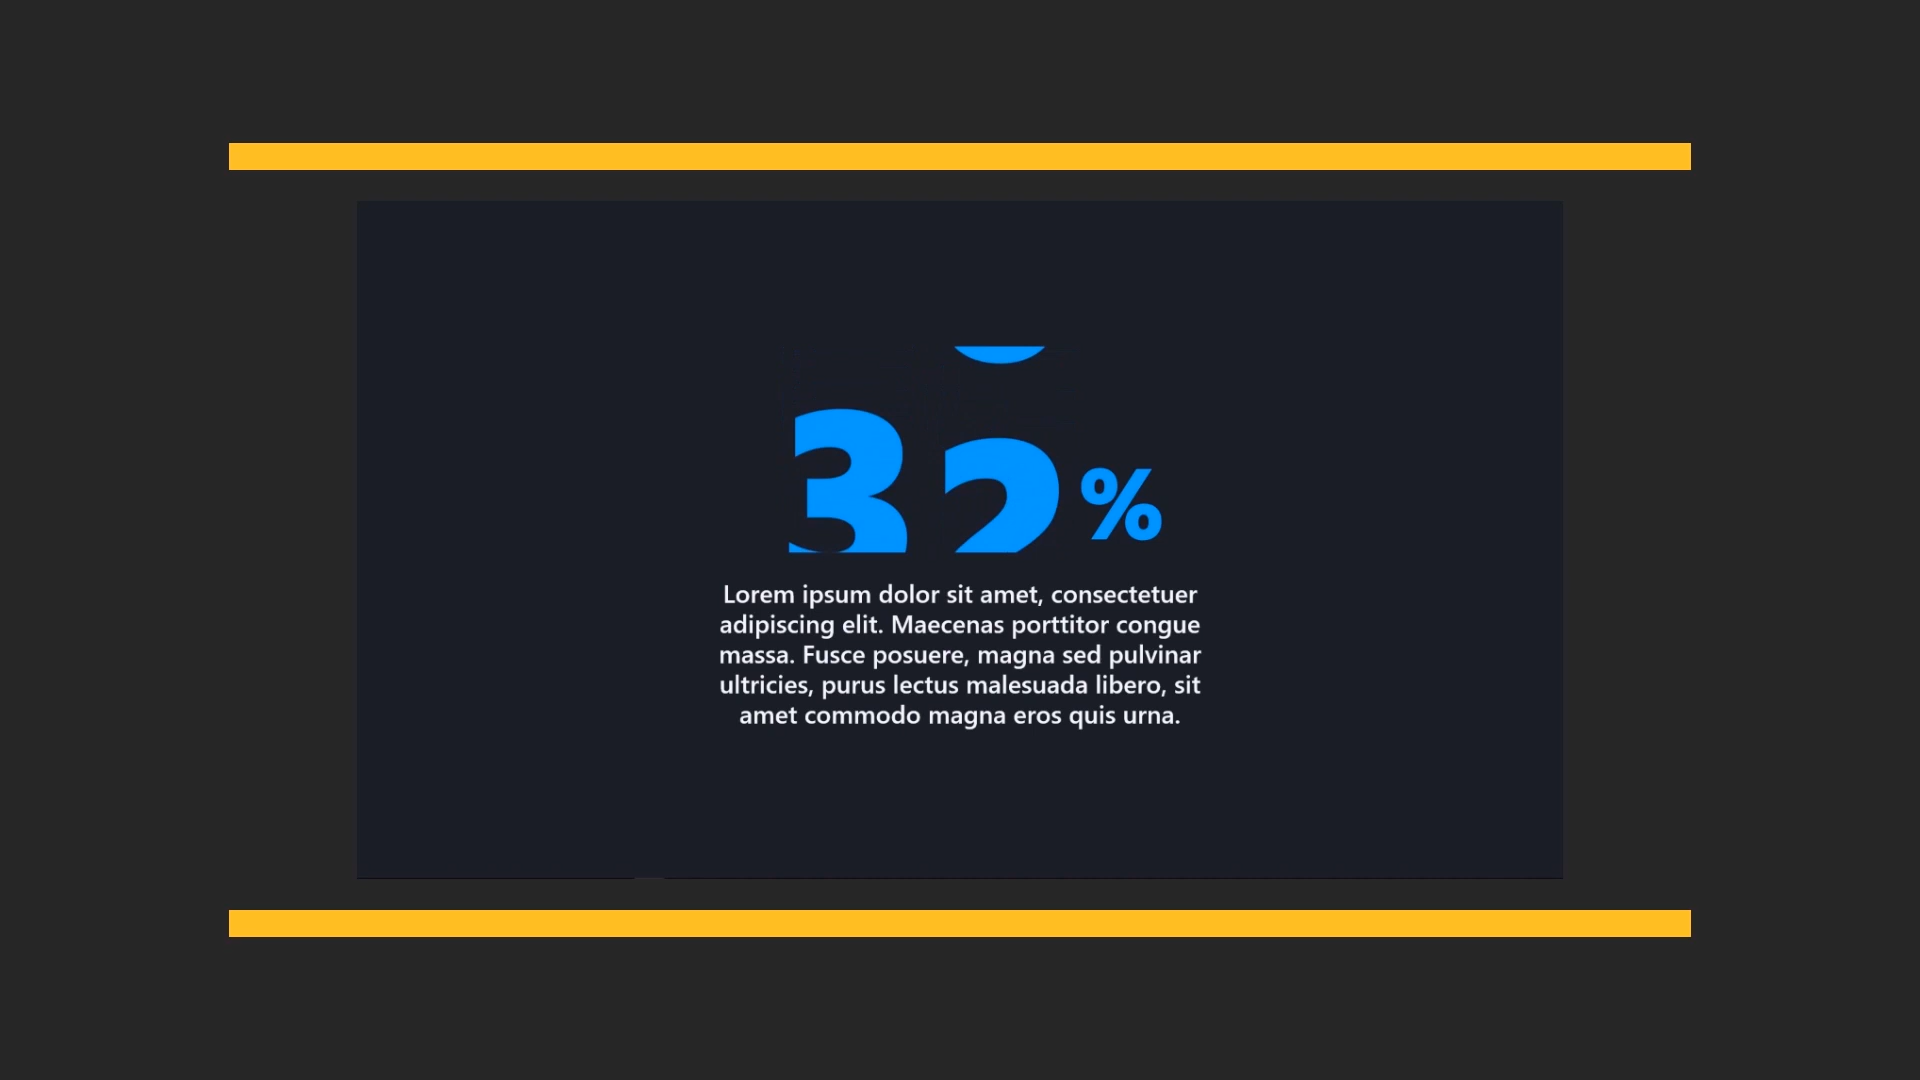 32%
Lorem ipsum dolor sit amet, consectetuer
adipiscing elit. Maecenas porttitor congue
massa. Fusce posuere, magna sed pulvinar
ultricies, purus lectus malesuada libero, sit
amet commodo magna eros quis urna.